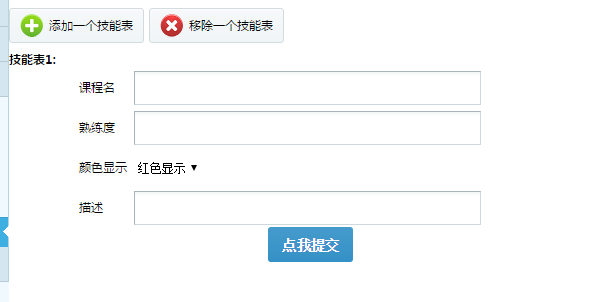 添加一个技能表 移除一个技能表
技能表1:
课程名
熟练度
颜色显示 红色显示
描述
点我提交